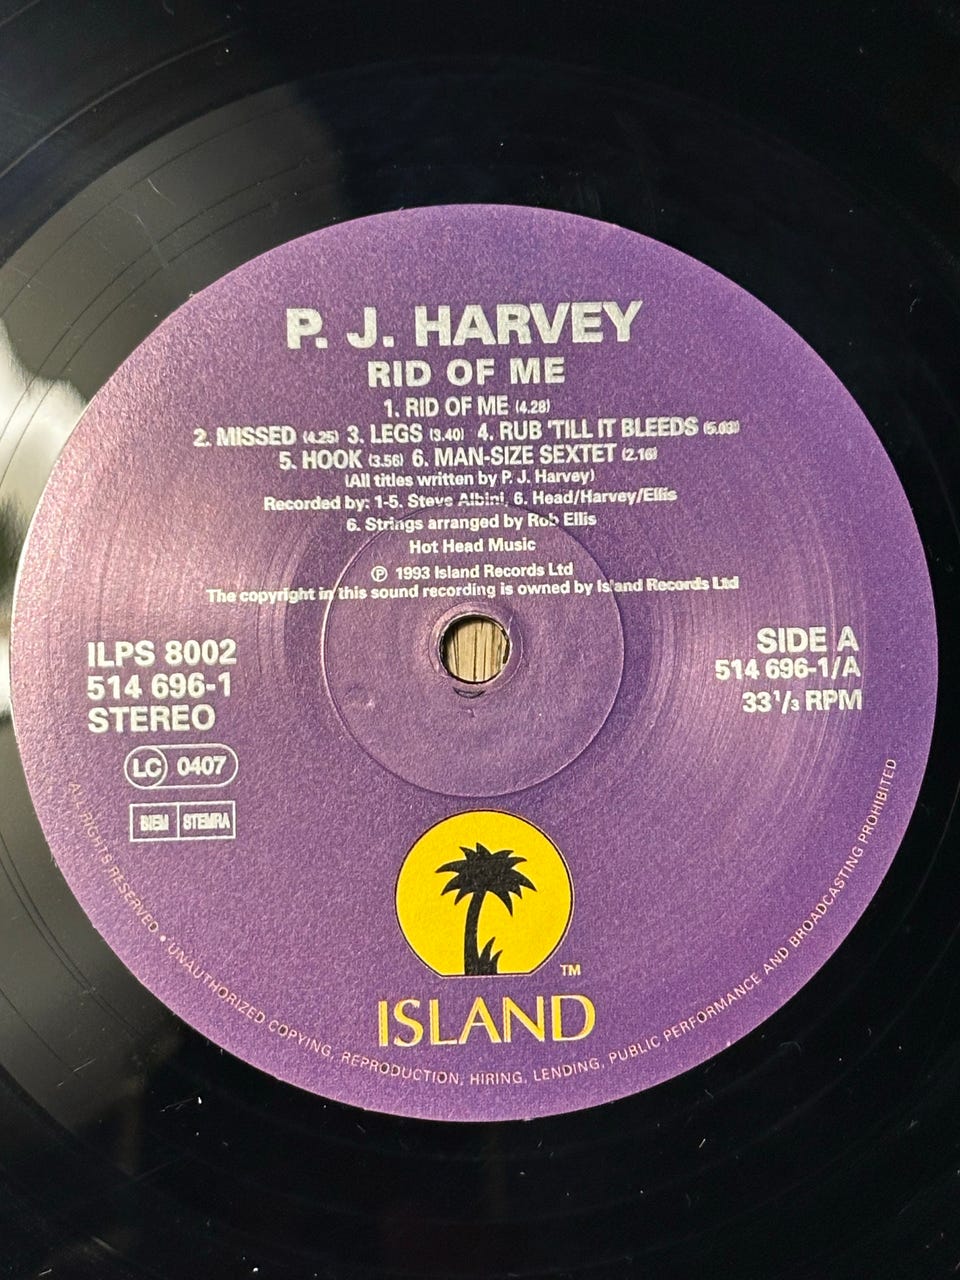 P. J. HARVEY
RID OF ME
1. RID OF ME (4.28)
2. MISSED (4.25) 3. LEGS (3.40) 4. RUB 'TILL IT BLEEDS (5.03)
5. HOOK (3.56) 6. MAN-SIZE SEXTET (2.16)
(All titles written by P. J. Harvey)
Recorded by: 1-5. Steve Albini, 6. Head/Harvey/Ellis
6. Strings arranged by Rob Ellis
Hot Head Music
℗ 1993 Island Records Ltd
The copyright in this sound recording is owned by Island Records Ltd
ILPS 8002
514 696-1
STEREO
LC 0407
BIEM STEMRA
SIDE A
514 696-1/A
33 1/3 RPM
TM
ISLAND
ALL RIGHTS RESERVED • UNAUTHORIZED COPYING, REPRODUCTION, HIRING, LENDING, PUBLIC PERFORMANCE AND BROADCASTING PROHIBITED